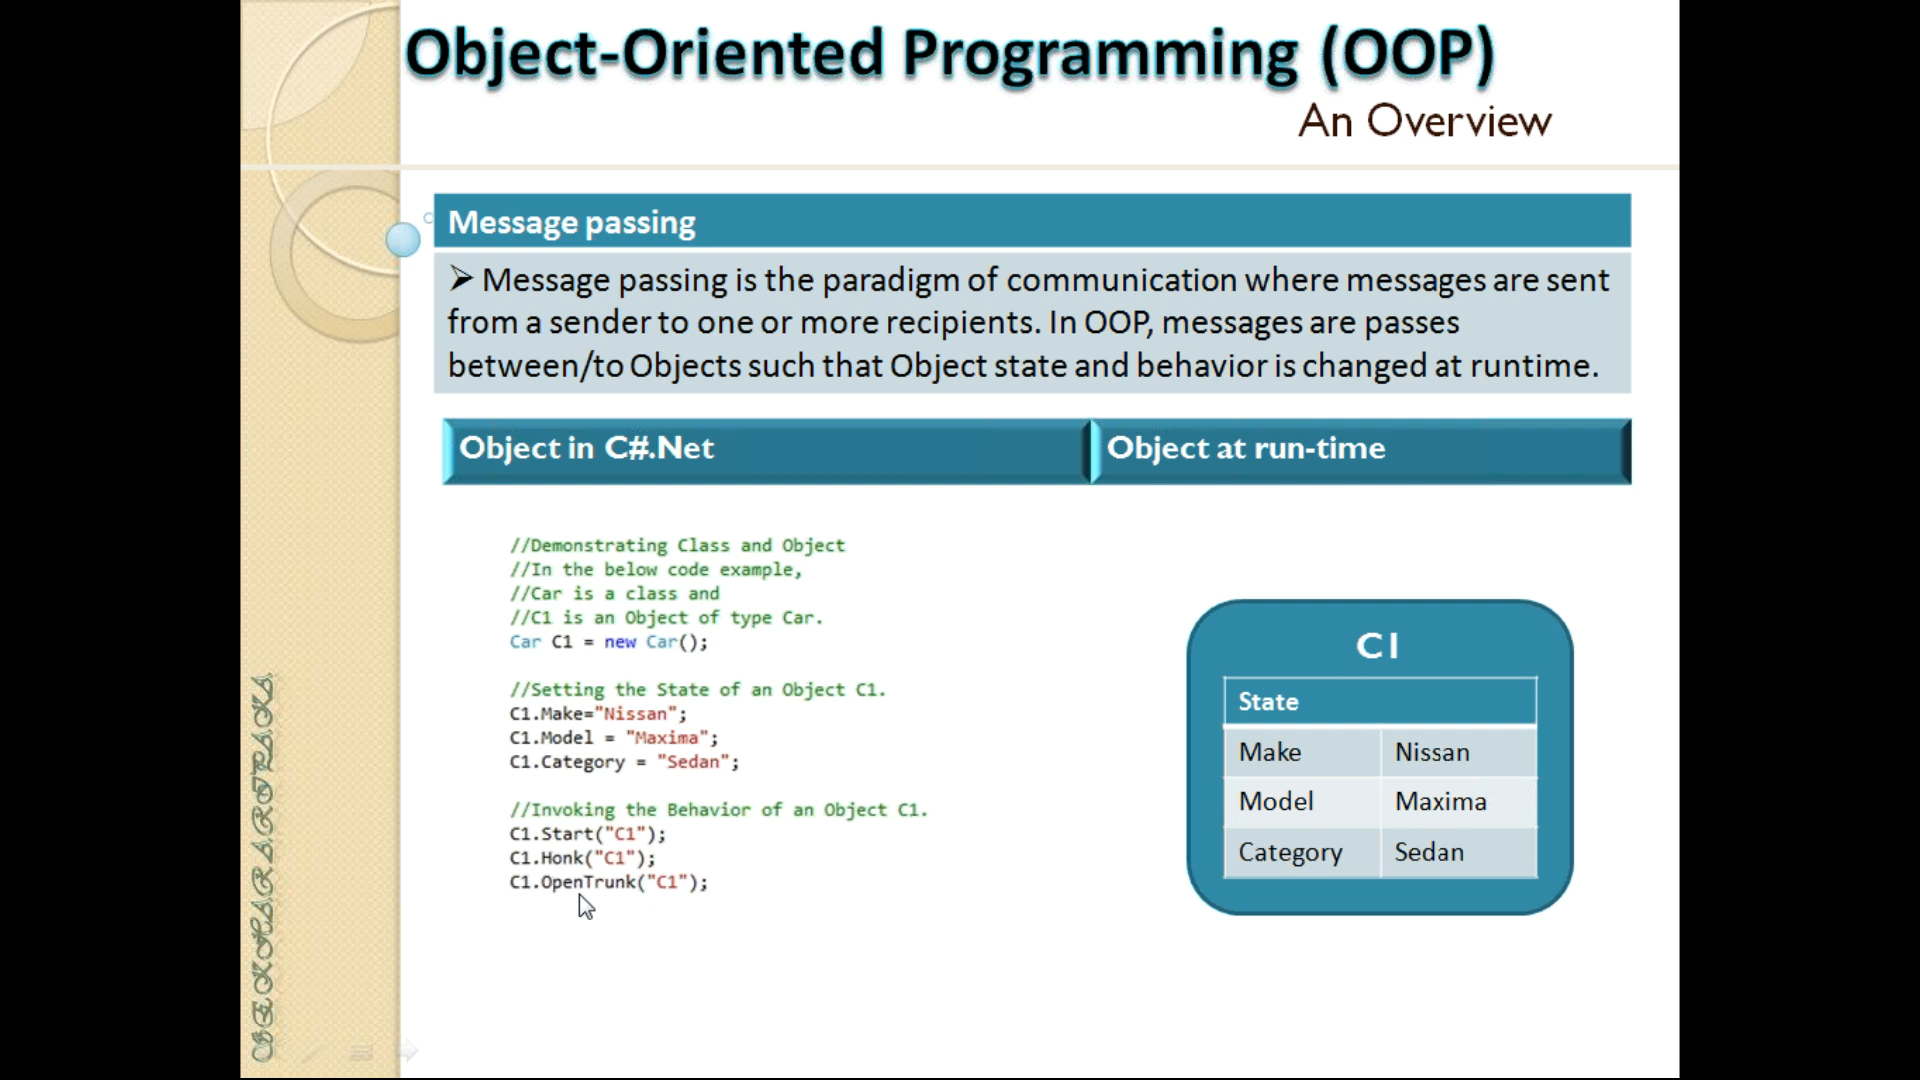 Object-Oriented Programming (OOP)
An Overview
Message passing
➢ Message passing is the paradigm of communication where messages are sent
from a sender to one or more recipients. In OOP, messages are passes
between/to Objects such that Object state and behavior is changed at runtime.
Object in C#.Net
Object at run-time
//Demonstrating Class and Object
//In the below code example,
//Car is a class and
//C1 is an Object of type Car.
Car C1 = new Car();
//Setting the State of an Object C1.
C1.Make="Nissan";
C1.Model = "Maxima";
C1.Category = "Sedan";
//Invoking the Behavior of an Object C1.
C1.Start("C1");
C1.Honk("C1");
C1.OpenTrunk("C1");
C1
State
Make Nissan
Model Maxima
Category Sedan